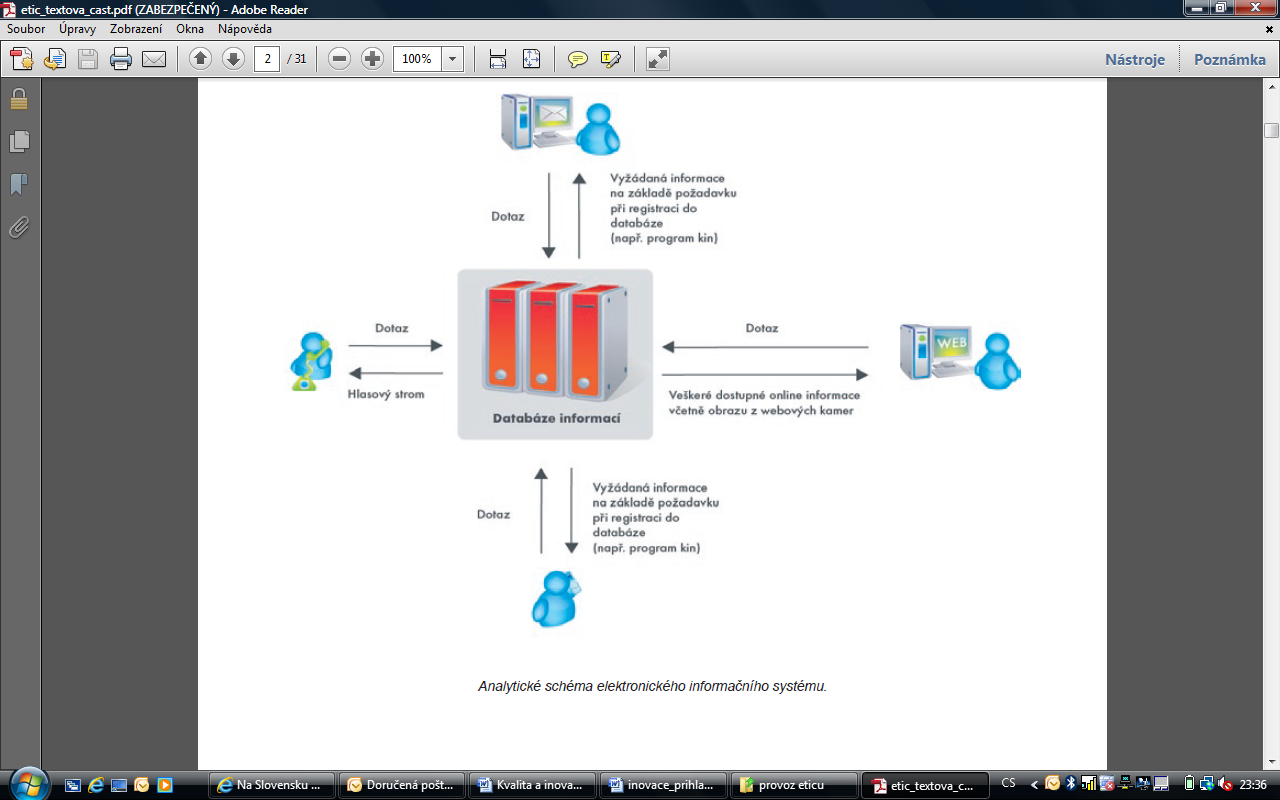 etic_textova_cast.pdf (ZABEZPEČENÝ) - Adobe Reader
Soubor Úpravy Zobrazení Okna Nápověda
2 / 31 100% Nástroje Poznámka
Vyžádaná informace
na základě požadavku
při registraci do
databáze
(např. program kin)
Dotaz
Dotaz
Hlasový strom
Databáze informací
Dotaz
WEB
Veškeré dostupné online informace
včetně obrazu z webových kamer
Dotaz
Vyžádaná informace
na základě požadavku
při registraci do
databáze
(např. program kin)
Analytické schéma elektronického informačního systému.
Na Slovensku ... Doručená pošt... Kvalita a inova... inovace_prihla... provoz eticu etic_textova_c... CS 23:36